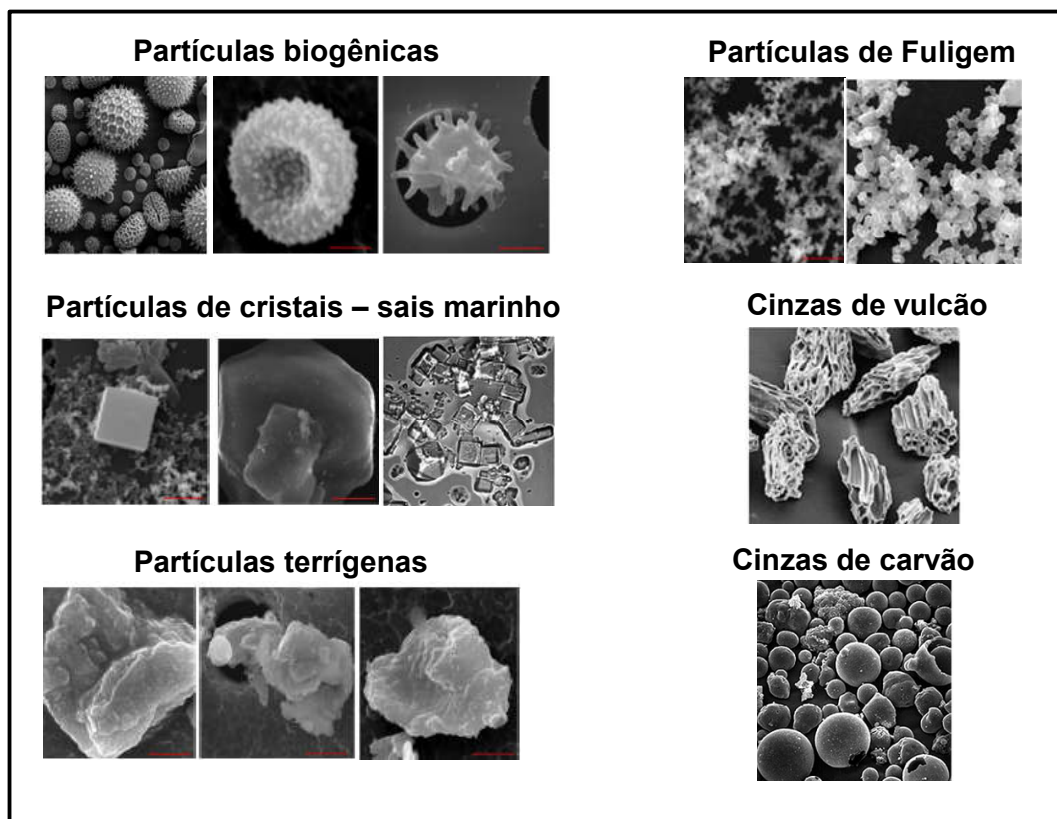 Partículas biogênicas
Partículas de Fuligem
Partículas de cristais – sais marinho
Cinzas de vulcão
Partículas terrígenas
Cinzas de carvão